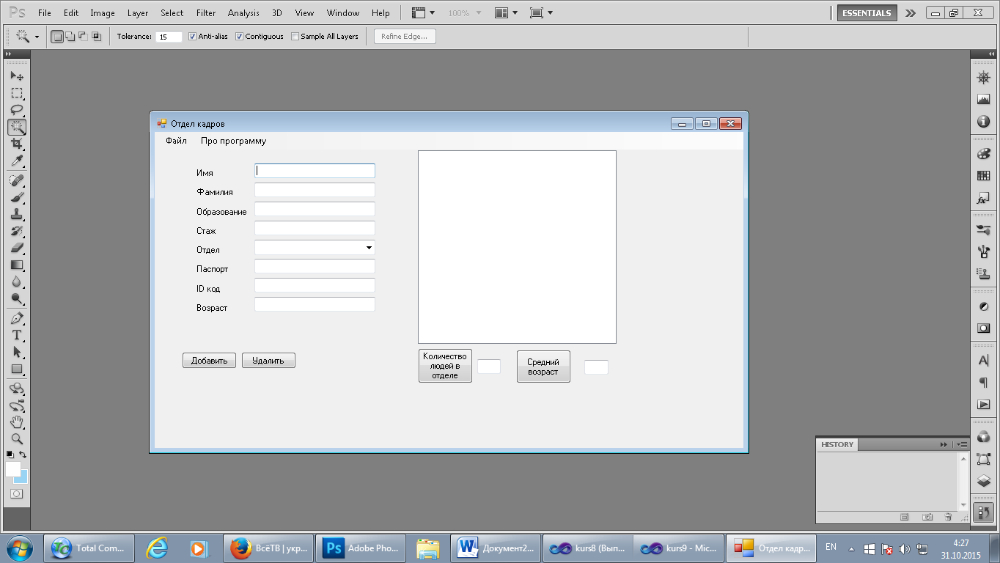 Ps File Edit Image Layer Select Filter Analysis 3D View Window Help 100% ESSENTIALS
Tolerance: 15 Anti-alias Contiguous Sample All Layers Refine Edge...
Отдел кадров
Файл Про программу
Имя
Фамилия
Образование
Стаж
Отдел
Паспорт
ID код
Возраст
Добавить Удалить
Количество
людей в
отделе
Средний
возраст
HISTORY
Total Com... ВсёТВ | укр... Adobe Pho... Документ2... kurs8 (Вып... kurs9 - Mic... Отдел кадр... EN
4:27
31.10.2015